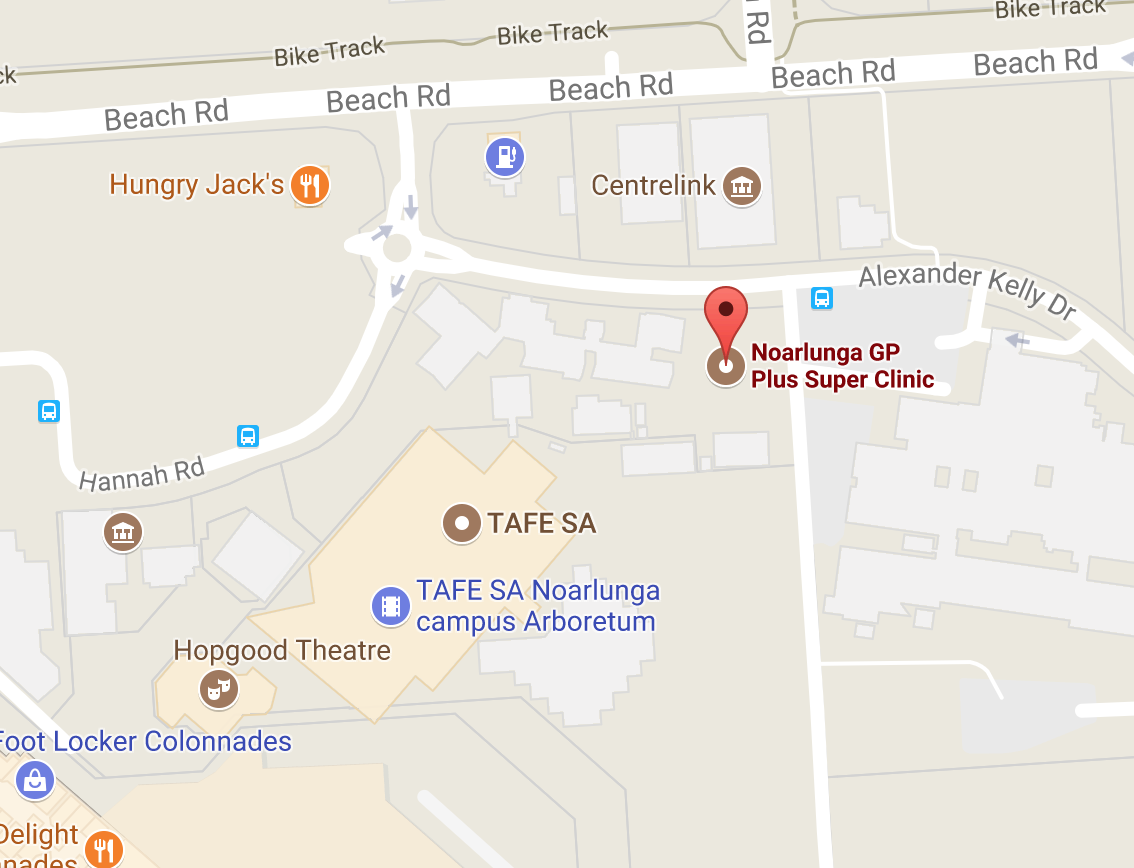 Bike Track
Bike Track
Bike Track
ck
Rd
Beach Rd
Beach Rd
Beach Rd
Beach Rd
Beach Rd
Hungry Jack's
Centrelink
Alexander Kelly Dr
Noarlunga GP
Plus Super Clinic
Hannah Rd
TAFE SA
TAFE SA Noarlunga
campus Arboretum
Hopgood Theatre
Foot Locker Colonnades
Delight
nnades